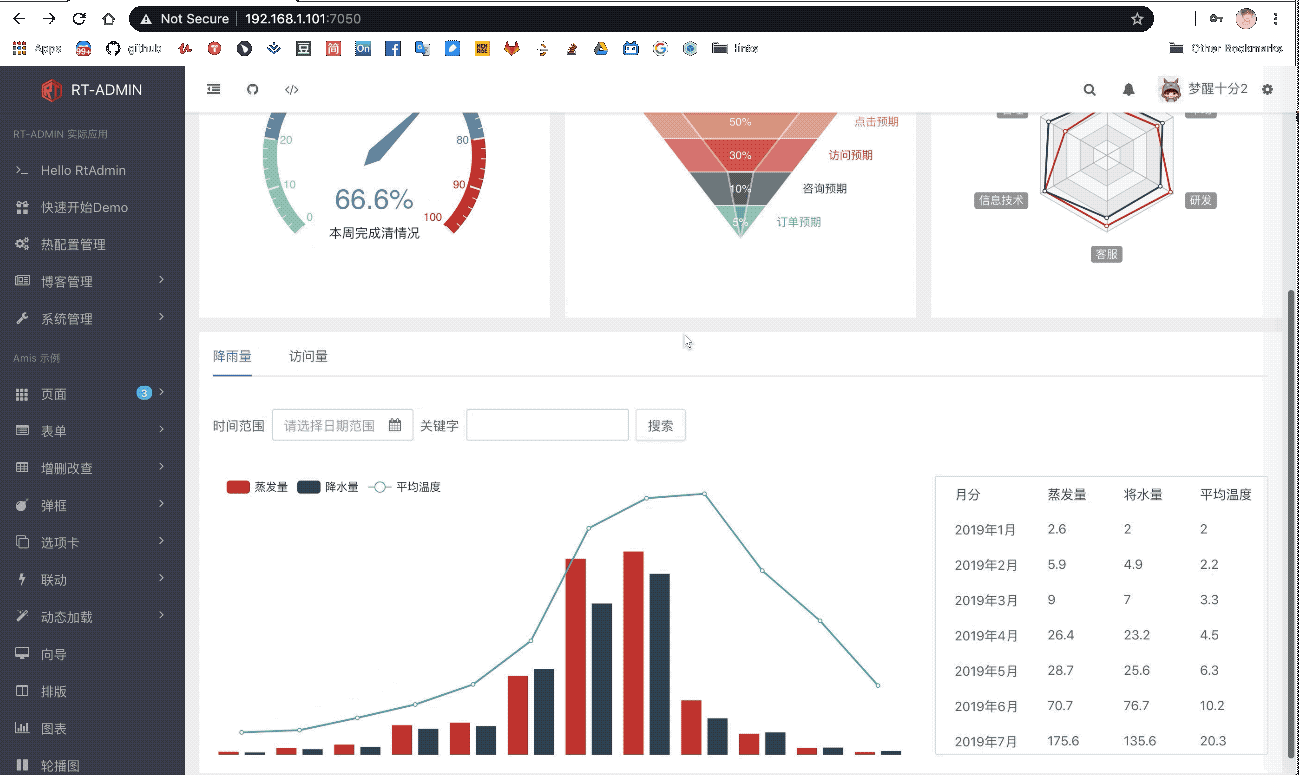 Not Secure 192.168.1.101:7050
Apps 99+ github 豆 简 On lirêx Other Bookmarks
RT-ADMIN
梦醒十分2
RT-ADMIN 实际应用
Hello RtAdmin
快速开始Demo
热配置管理
博客管理
系统管理
Amis 示例
页面 3
表单
增删改查
弹框
选项卡
联动
动态加载
向导
排版
图表
轮播图
20
10
0
80
90
100
66.6%
本周完成清情况
50% 点击预期
30% 访问预期
10% 咨询预期
5% 订单预期
信息技术
研发
客服
降雨量 访问量
时间范围 请选择日期范围 关键字 搜索
蒸发量 降水量 平均温度
月分 蒸发量 将水量 平均温度
2019年1月 2.6 2 2
2019年2月 5.9 4.9 2.2
2019年3月 9 7 3.3
2019年4月 26.4 23.2 4.5
2019年5月 28.7 25.6 6.3
2019年6月 70.7 76.7 10.2
2019年7月 175.6 135.6 20.3